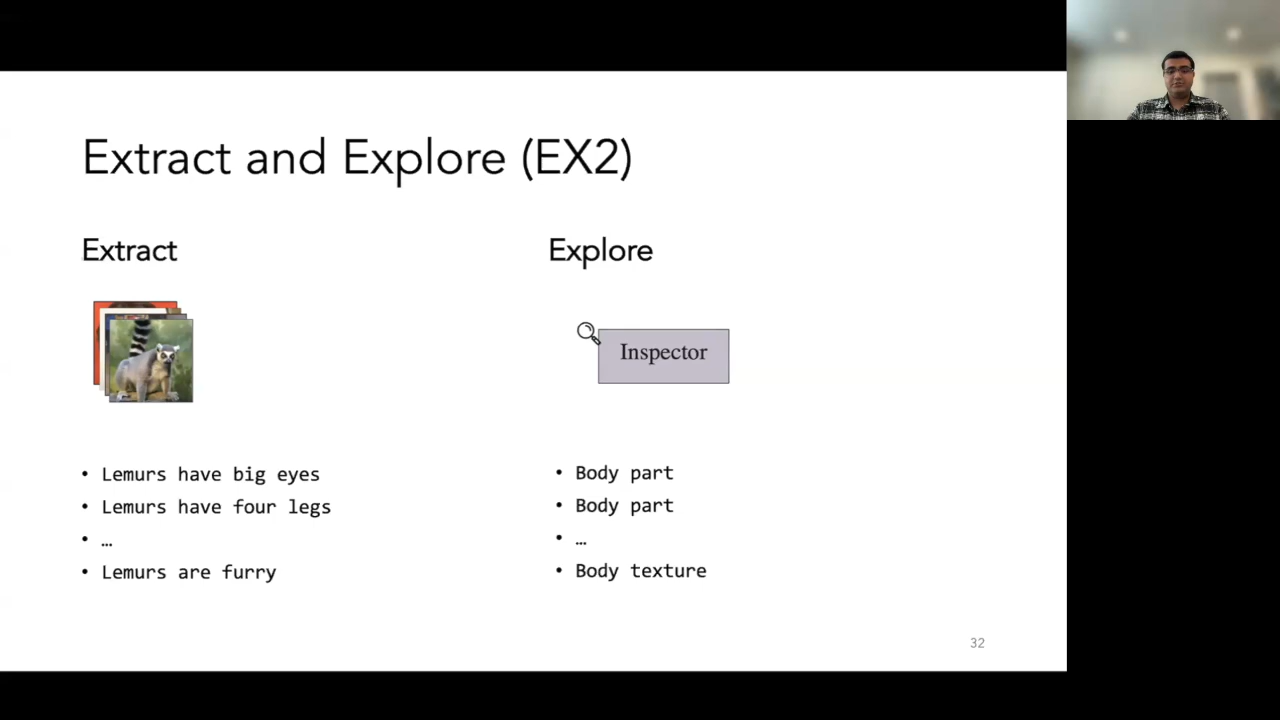 Extract and Explore (EX2)
Extract
• Lemurs have big eyes
• Lemurs have four legs
• …
• Lemurs are furry
Explore
Inspector
• Body part
• Body part
• …
• Body texture
32